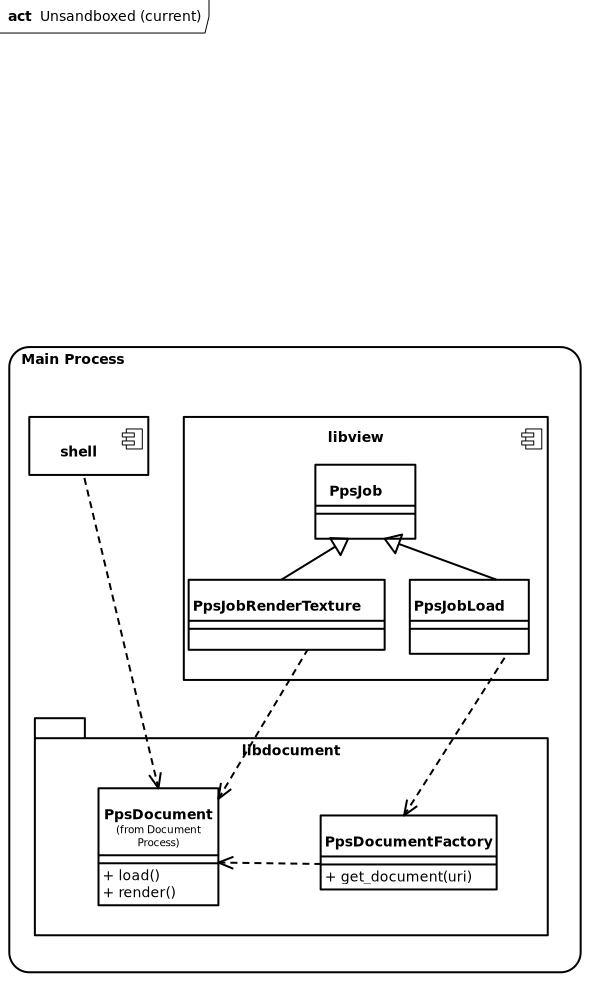 act Unsandboxed (current)
Main Process
shell
libview
PpsJob
PpsJobRenderTexture
PpsJobLoad
libdocument
PpsDocument
(from Document
Process)
+ load()
+ render()
PpsDocumentFactory
+ get_document(uri)